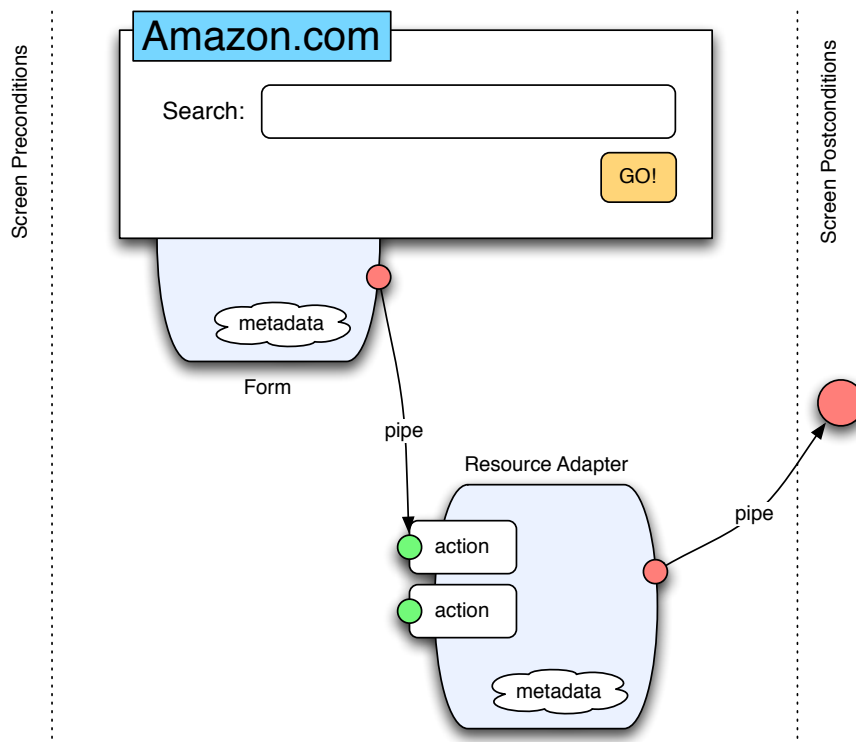 Screen Preconditions
Amazon.com
Search:
GO!
metadata
Form
pipe
Resource Adapter
action
action
metadata
pipe
Screen Postconditions